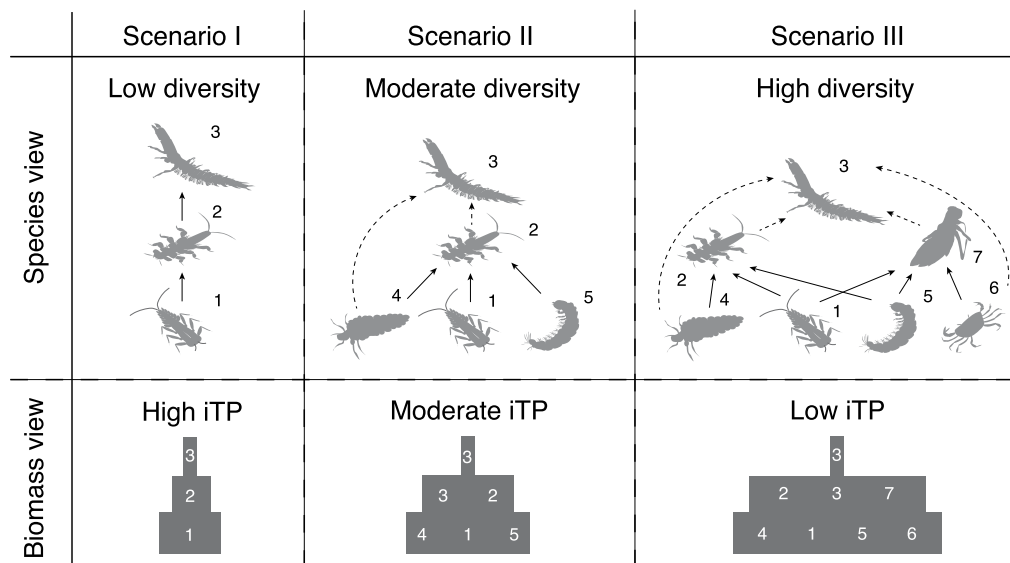 Scenario I
Scenario II
Scenario III
Species view
Low diversity
3
2
1
Moderate diversity
3
2
4
1
5
High diversity
3
2
7
4
1
5
6
Biomass view
High iTP
3
2
1
Moderate iTP
3
3 2
4 1 5
Low iTP
3
2 3 7
4 1 5 6